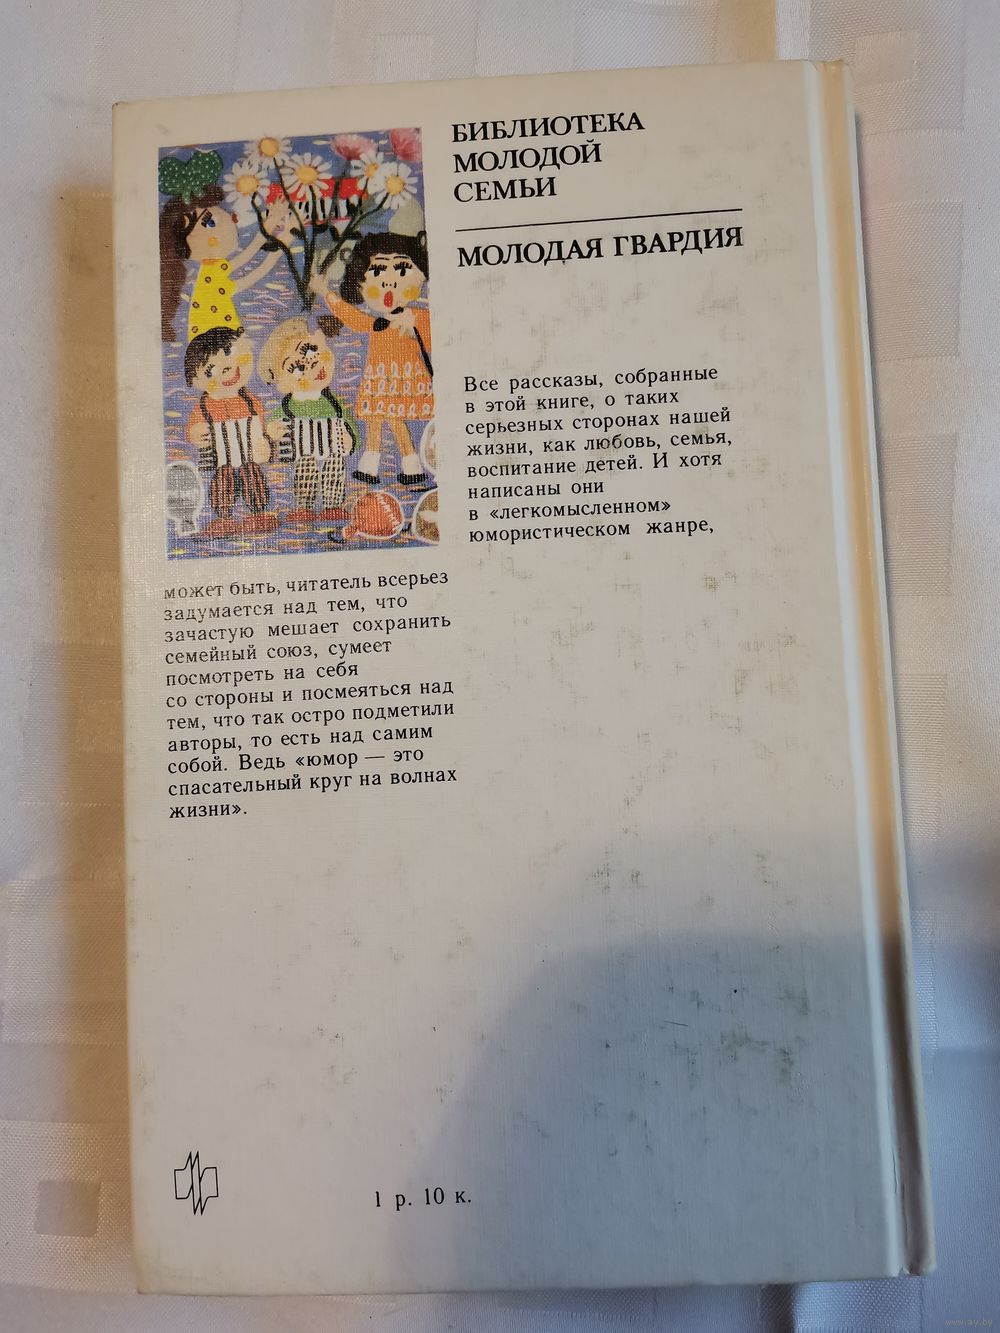 БИБЛИОТЕКА
МОЛОДОЙ
СЕМЬИ
МОЛОДАЯ ГВАРДИЯ
Все рассказы, собранные
в этой книге, о таких
серьезных сторонах нашей
жизни, как любовь, семья,
воспитание детей. И хотя
написаны они
в «легкомысленном»
юмористическом жанре,
может быть, читатель всерьез
задумается над тем, что
зачастую мешает сохранить
семейный союз, сумеет
посмотреть на себя
со стороны и посмеяться над
тем, что так остро подметили
авторы, то есть над самим
собой. Ведь «юмор — это
спасательный круг на волнах
жизни».
1 р. 10 к.
www.ay.by